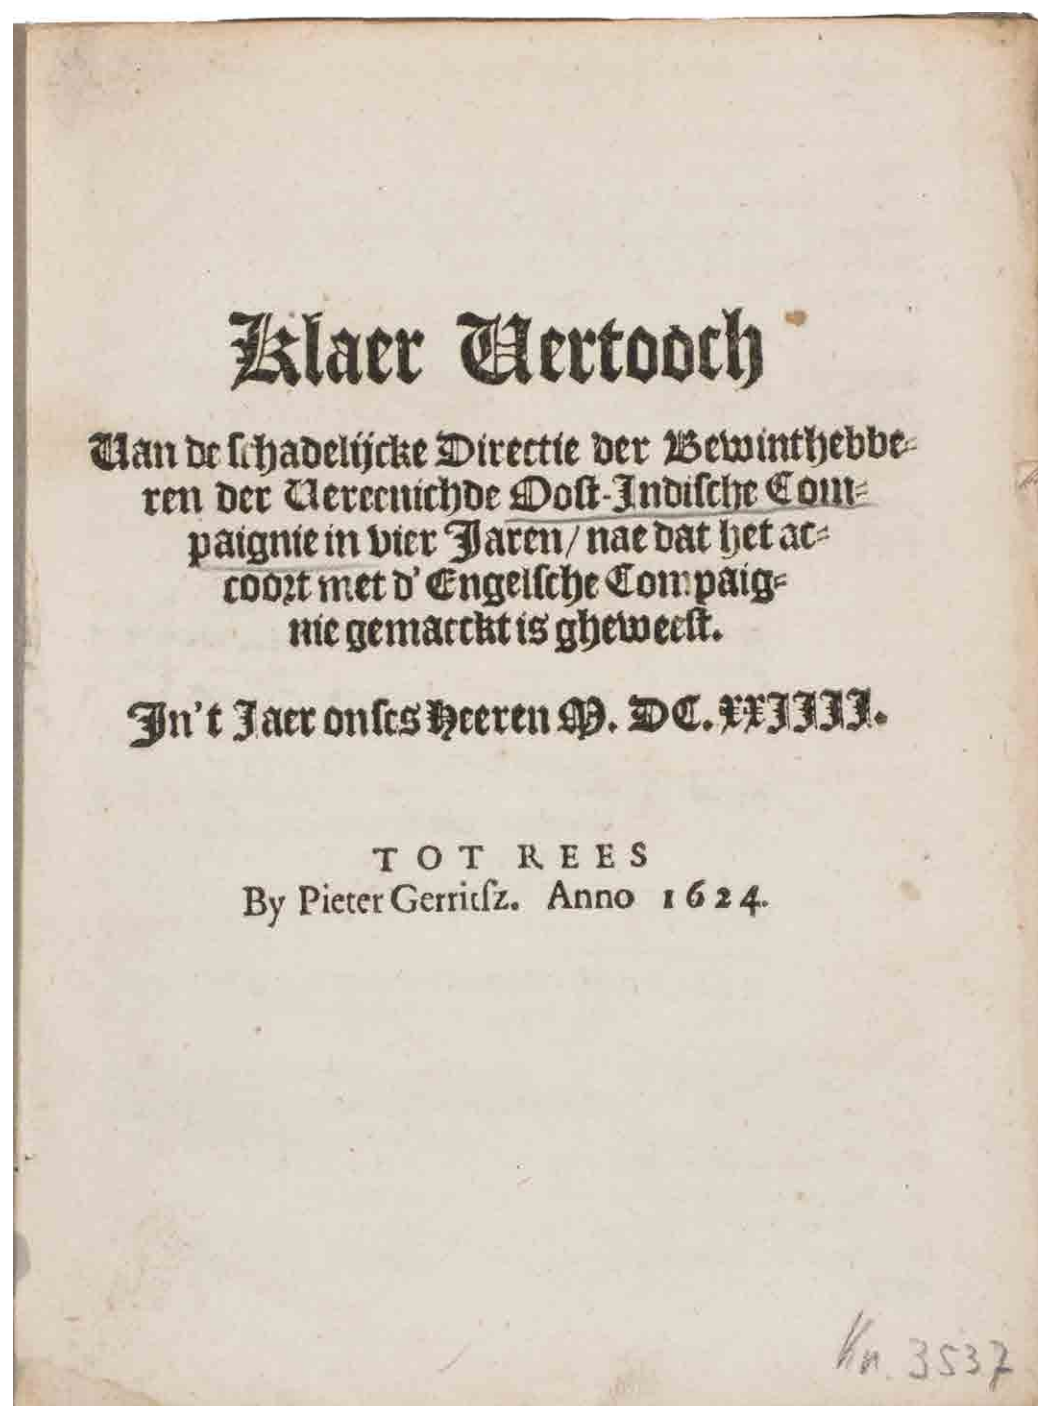 Klaer Vertooch
Van de schadelijcke Directie der Bewinthebbe-
ren der Vereenichde Oost-Indische Com-
paignie in vier Jaren/ nae dat het ac-
coort met d' Engelsche Compaig-
nie gemaeckt is gheweest.
In't Jaer onses Heeren M. DC. XXIIII.
TOT REES
By Pieter Gerritsz. Anno 1624.
Kn. 3537